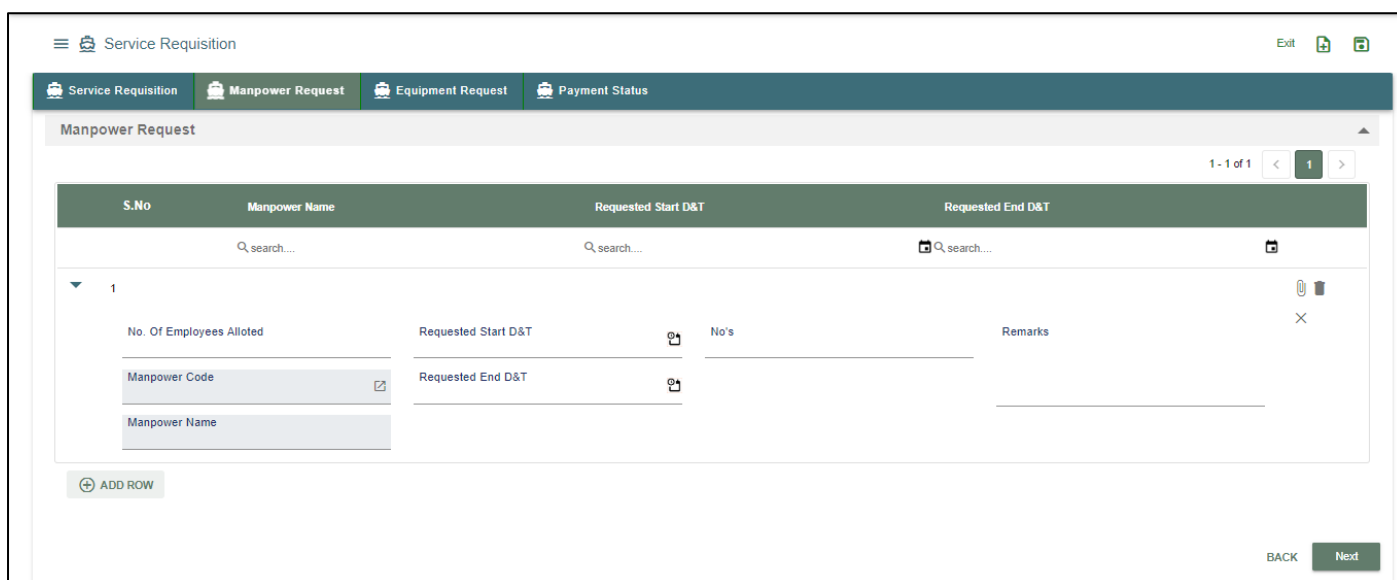 Service Requisition
Exit
Service Requisition Manpower Request Equipment Request Payment Status
Manpower Request
1 - 1 of 1 < 1 >
S.No Manpower Name Requested Start D&T Requested End D&T
search.... search.... search....
1
No. Of Employees Alloted Requested Start D&T No's Remarks
Manpower Code Requested End D&T
Manpower Name
ADD ROW
BACK Next